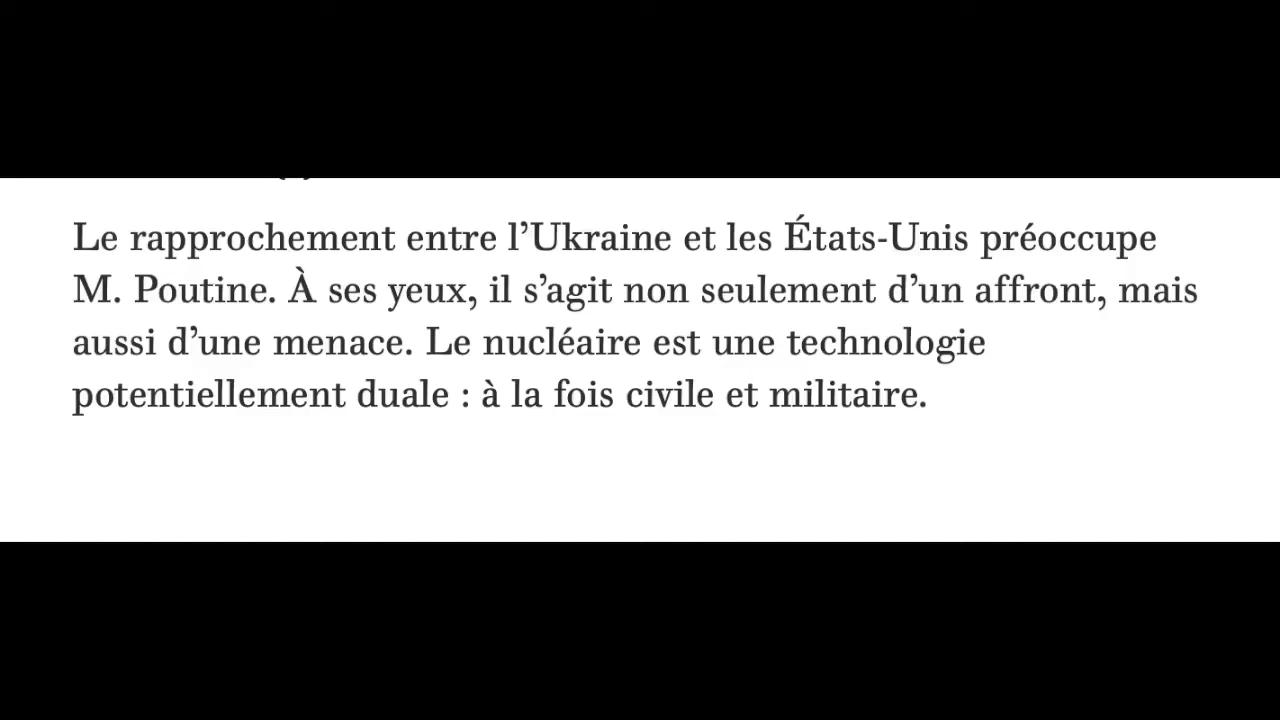 Le rapprochement entre l’Ukraine et les États-Unis préoccupe
M. Poutine. À ses yeux, il s’agit non seulement d’un affront, mais
aussi d’une menace. Le nucléaire est une technologie
potentiellement duale : à la fois civile et militaire.